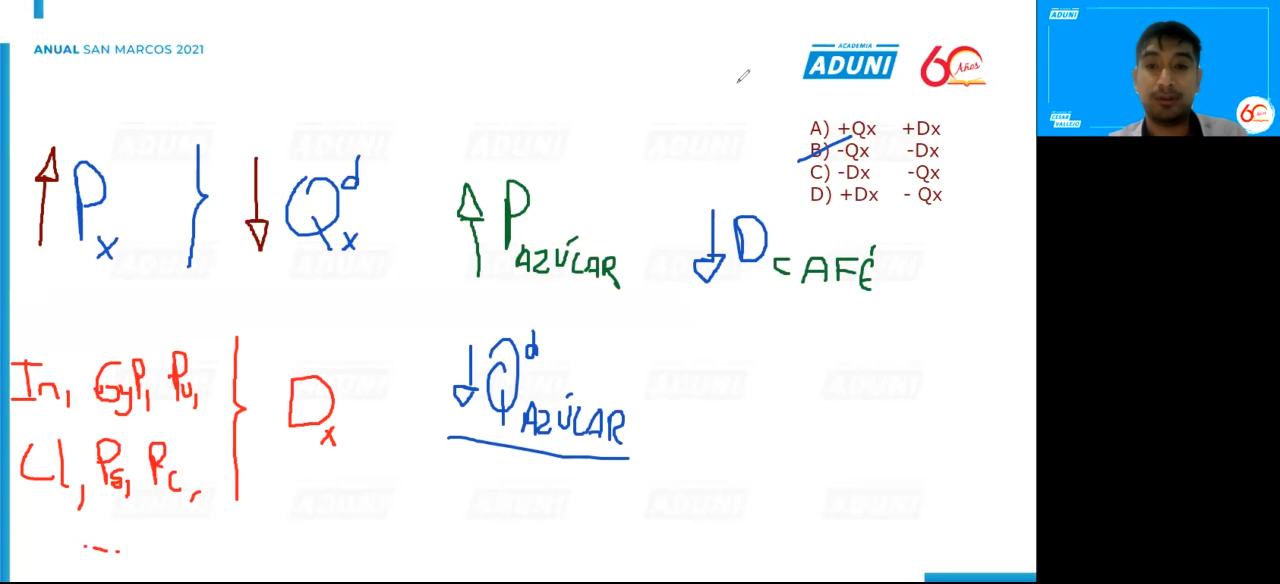 ANUAL SAN MARCOS 2021
ACADEMIA
ADUNI
60 Años
ADUNI
60
CÉSAR
VALLEJO
A) +Qx +Dx
B) -Qx -Dx
C) -Dx -Qx
D) +Dx - Qx
↑ Px } ↓ Qx^d
↑ P AZÚCAR
↓ D CAFÉ
In, GyP, Pu,
Cl, Ps, Pc,
...
} Dx
↓ Q^d AZÚCAR